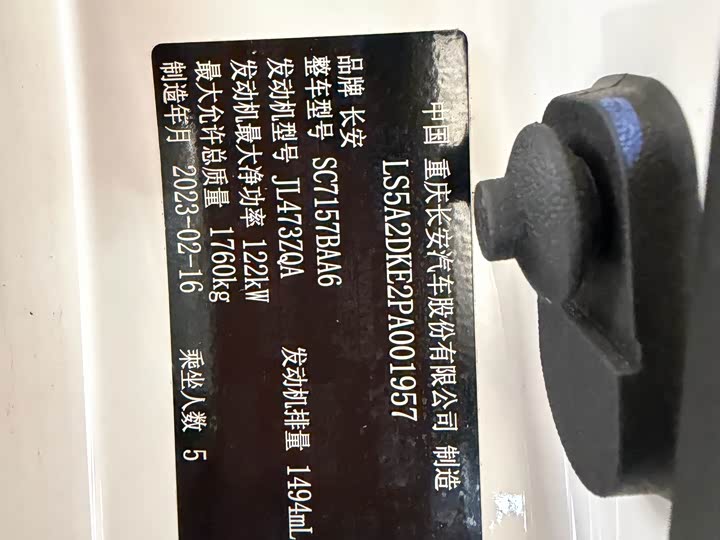 中国 重庆长安汽车股份有限公司 制造
LS5A2DKE2PA001957
品牌 长安
整车型号 SC7157BAA6
发动机型号 JL473ZQA 发动机排量 1494mL
发动机最大净功率 122kW
最大允许总质量 1760kg
制造年月 2023-02-16 乘坐人数 5